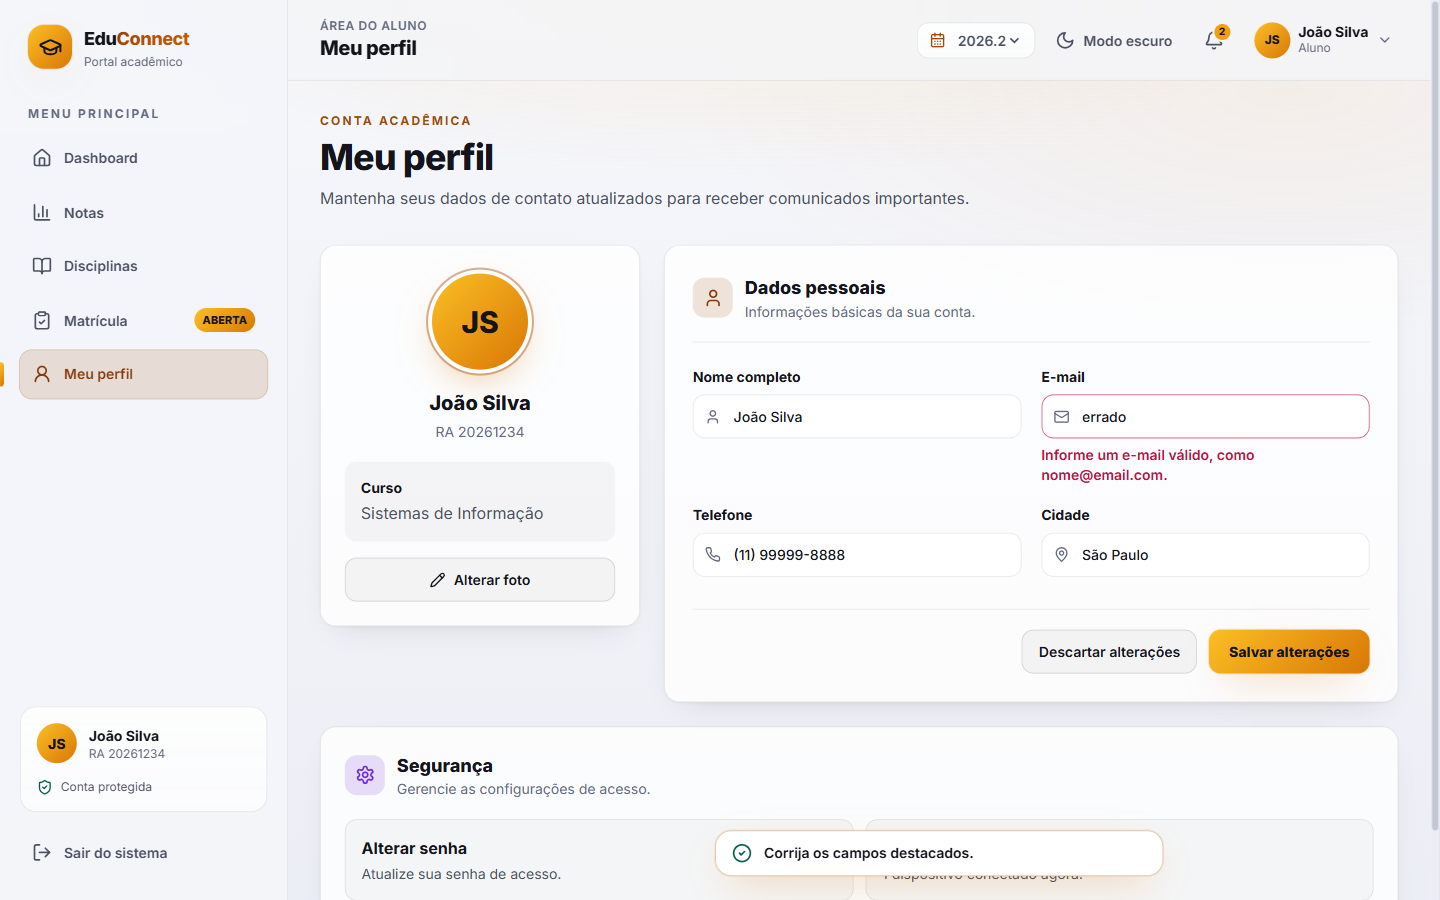 EduConnect
Portal acadêmico
MENU PRINCIPAL
Dashboard
Notas
Disciplinas
Matrícula
ABERTA
Meu perfil
JS
João Silva
RA 20261234
Conta protegida
Sair do sistema
ÁREA DO ALUNO
Meu perfil
2026.2
Modo escuro
2
JS
João Silva
Aluno
CONTA ACADÊMICA
Meu perfil
Mantenha seus dados de contato atualizados para receber comunicados importantes.
JS
João Silva
RA 20261234
Curso
Sistemas de Informação
Alterar foto
Dados pessoais
Informações básicas da sua conta.
Nome completo
João Silva
E-mail
errado
Informe um e-mail válido, como
nome@email.com.
Telefone
(11) 99999-8888
Cidade
São Paulo
Descartar alterações
Salvar alterações
Segurança
Gerencie as configurações de acesso.
Alterar senha
Atualize sua senha de acesso.
Corrija os campos destacados.
dispositivo conectado agora.